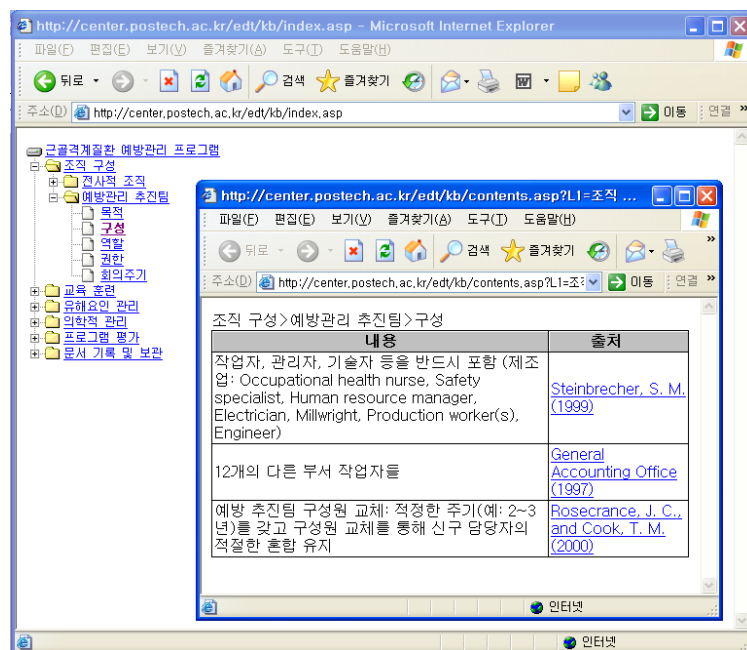 http://center.postech.ac.kr/edt/kb/index.asp - Microsoft Internet Explorer
파일(F) 편집(E) 보기(V) 즐겨찾기(A) 도구(T) 도움말(H)
뒤로 검색 즐겨찾기
주소(D) http://center.postech.ac.kr/edt/kb/index.asp 이동 연결 »
근골격계질환 예방관리 프로그램
조직 구성
전사적 조직
예방관리 추진팀
목적
구성
역할
권한
회의주기
교육 훈련
유해요인 관리
의학적 관리
프로그램 평가
문서 기록 및 보관
http://center.postech.ac.kr/edt/kb/contents.asp?L1=조직 ...
파일(F) 편집(E) 보기(V) 즐겨찾기(A) 도구(T) 도움말(H)
뒤로 검색 즐겨찾기 »
주소(D) http://center.postech.ac.kr/edt/kb/contents.asp?L1=조 이동 연결 »
조직 구성>예방관리 추진팀>구성
내용 출처
작업자, 관리자, 기술자 등을 반드시 포함 (제조
업: Occupational health nurse, Safety
specialist, Human resource manager,
Electrician, Millwright, Production worker(s),
Engineer)
Steinbrecher, S. M.
(1999)
12개의 다른 부서 작업자들
General
Accounting Office
(1997)
예방 추진팀 구성원 교체: 적정한 주기(예: 2~3
년)를 갖고 구성원 교체를 통해 신구 담당자의
적절한 혼합 유지
Rosecrance, J. C.,
and Cook, T. M.
(2000)
인터넷
인터넷